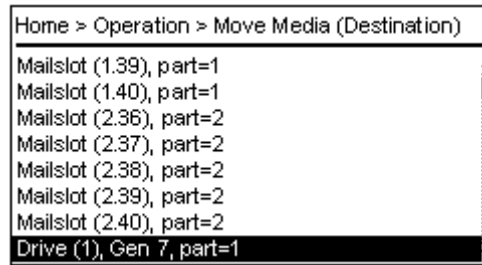 Home > Operation > Move Media (Destination)
Mailslot (1.39), part=1
Mailslot (1.40), part=1
Mailslot (2.36), part=2
Mailslot (2.37), part=2
Mailslot (2.38), part=2
Mailslot (2.39), part=2
Mailslot (2.40), part=2
Drive (1), Gen 7, part=1